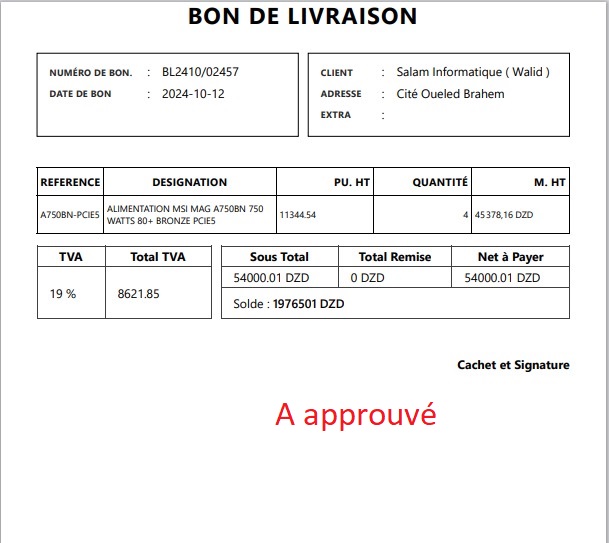 BON DE LIVRAISON
NUMÉRO DE BON. : BL2410/02457
DATE DE BON : 2024-10-12
CLIENT : Salam Informatique ( Walid )
ADRESSE : Cité Oueled Brahem
EXTRA :
REFERENCE DESIGNATION PU. HT QUANTITÉ M. HT
A750BN-PCIE5 ALIMENTATION MSI MAG A750BN 750 11344.54 4 45 378,16 DZD
WATTS 80+ BRONZE PCIE5
TVA Total TVA
19 % 8621.85
Sous Total Total Remise Net à Payer
54000.01 DZD 0 DZD 54000.01 DZD
Solde : 1976501 DZD
Cachet et Signature
A approuvé